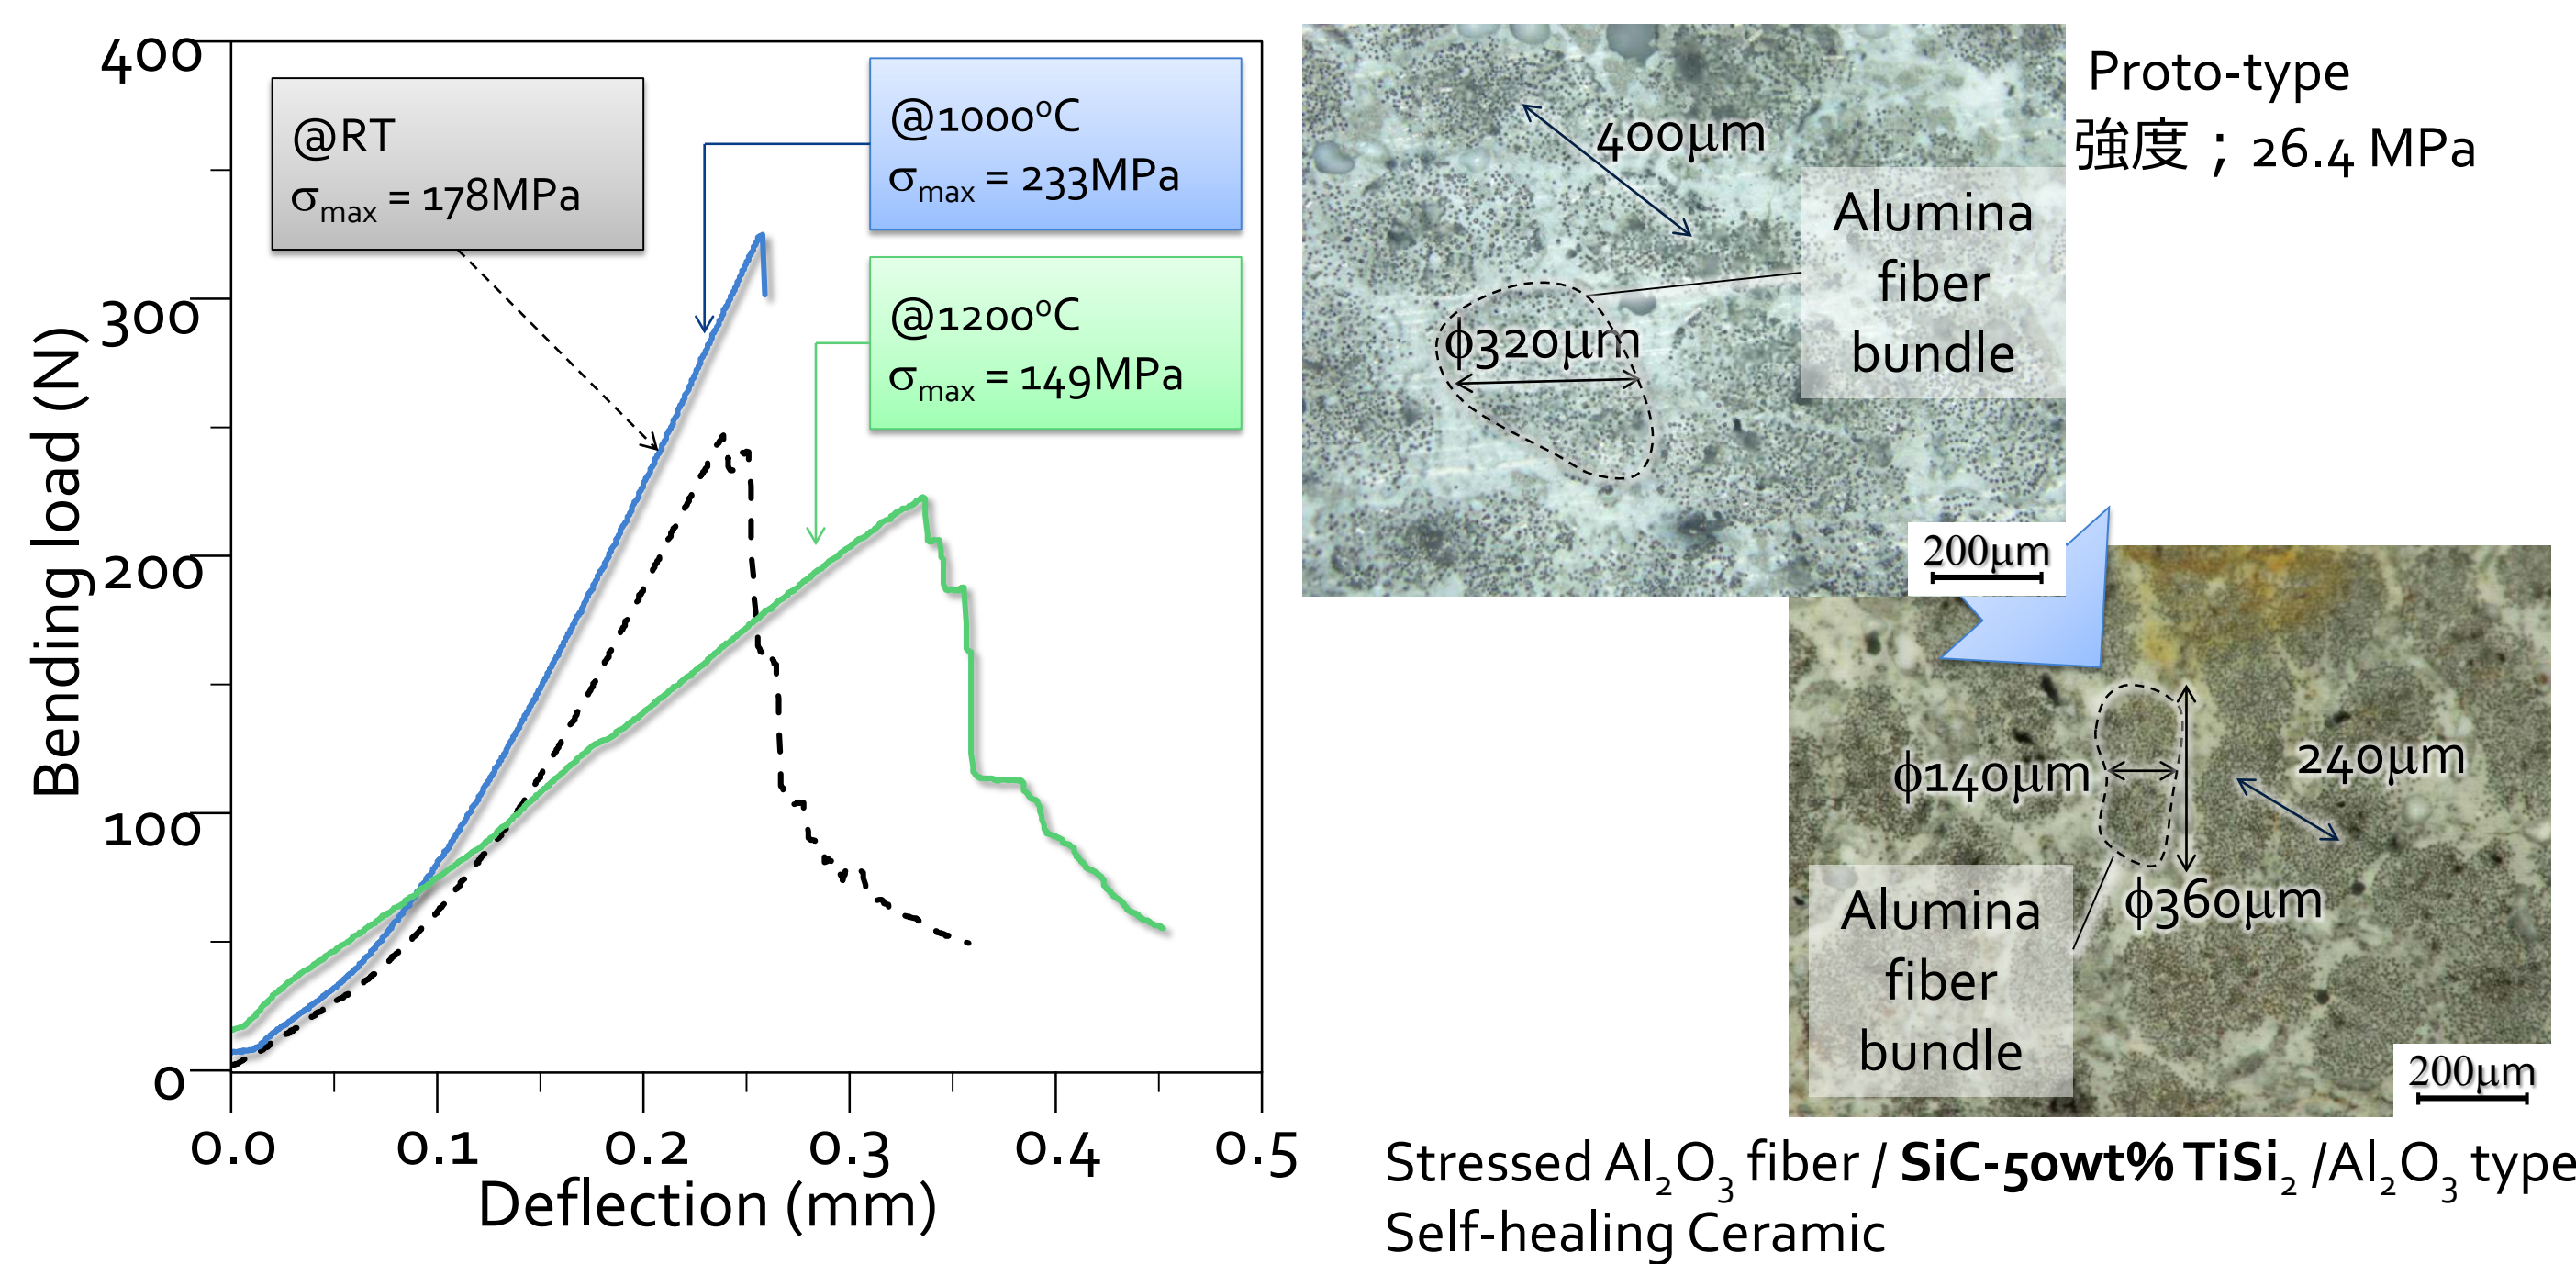 400
300
200
100
0
Bending load (N)
0.0
0.1
0.2
0.3
0.4
0.5
Deflection (mm)
@RT
σmax = 178MPa
@1000⁰C
σmax = 233MPa
@1200⁰C
σmax = 149MPa
400μm
ϕ320μm
Alumina
fiber
bundle
200μm
Proto-type
強度；26.4 MPa
ϕ140μm
240μm
ϕ360μm
Alumina
fiber
bundle
200μm
Stressed Al₂O₃ fiber / SiC-50wt% TiSi₂ /Al₂O₃ type
Self-healing Ceramic